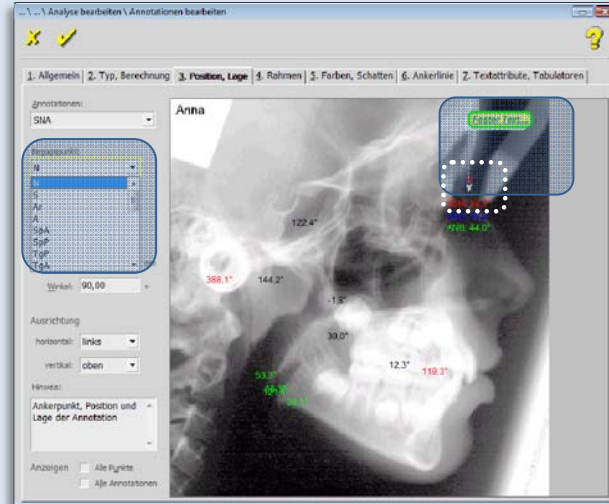 ...\ ...\ Analyse bearbeiten \ Annotationen bearbeiten
1. Allgemein
2. Typ, Berechnung
3. Position, Lage
4. Rahmen
5. Farben, Schatten
6. Ankerlinie
7. Textattribute, Tabulatoren
Annotationen:
SNA
Bezugspunkt:
N
N
S
Ar
A
SpA
SpP
TgP
TgA
Winkel: 90,00 °
Ausrichtung
horizontal: links
vertikal: oben
Hinweis:
Ankerpunkt, Position und
Lage der Annotation
Anzeigen
Alle Punkte
Alle Annotationen
Anna
ANB: 44,0°
122,4°
388,1°
144,2°
-1,8°
39,0°
12,3°
119,3°
53,3°